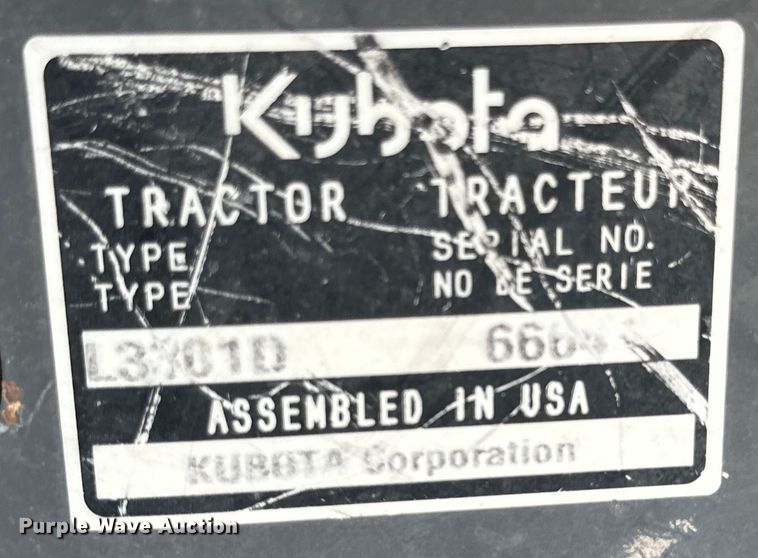 Kubota
TRACTOR TRACTEUR
TYPE SERIAL NO.
TYPE NO DE SERIE
ASSEMBLED IN USA
KUBOTA Corporation
Purple Wave Auction